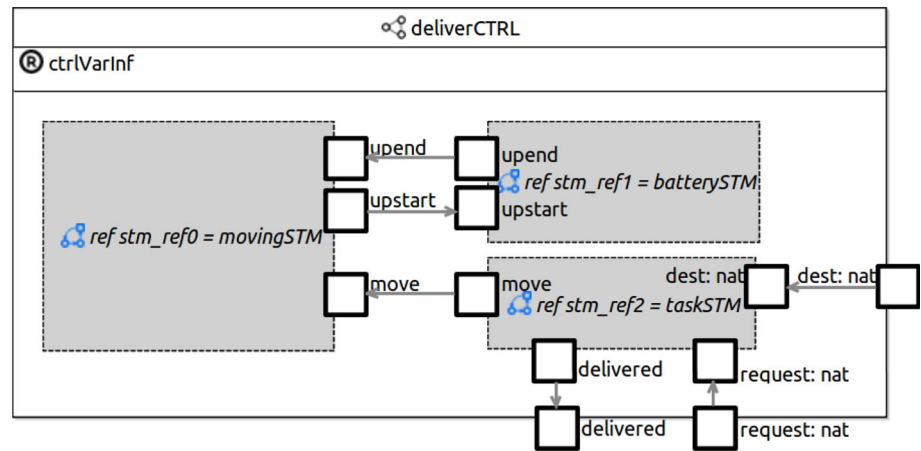 deliverCTRL
R ctrlVarInf
upend
upend
ref stm_ref1 = batterySTM
upstart
upstart
ref stm_ref0 = movingSTM
dest: nat
dest: nat
move
move
ref stm_ref2 = taskSTM
delivered
request: nat
delivered
request: nat